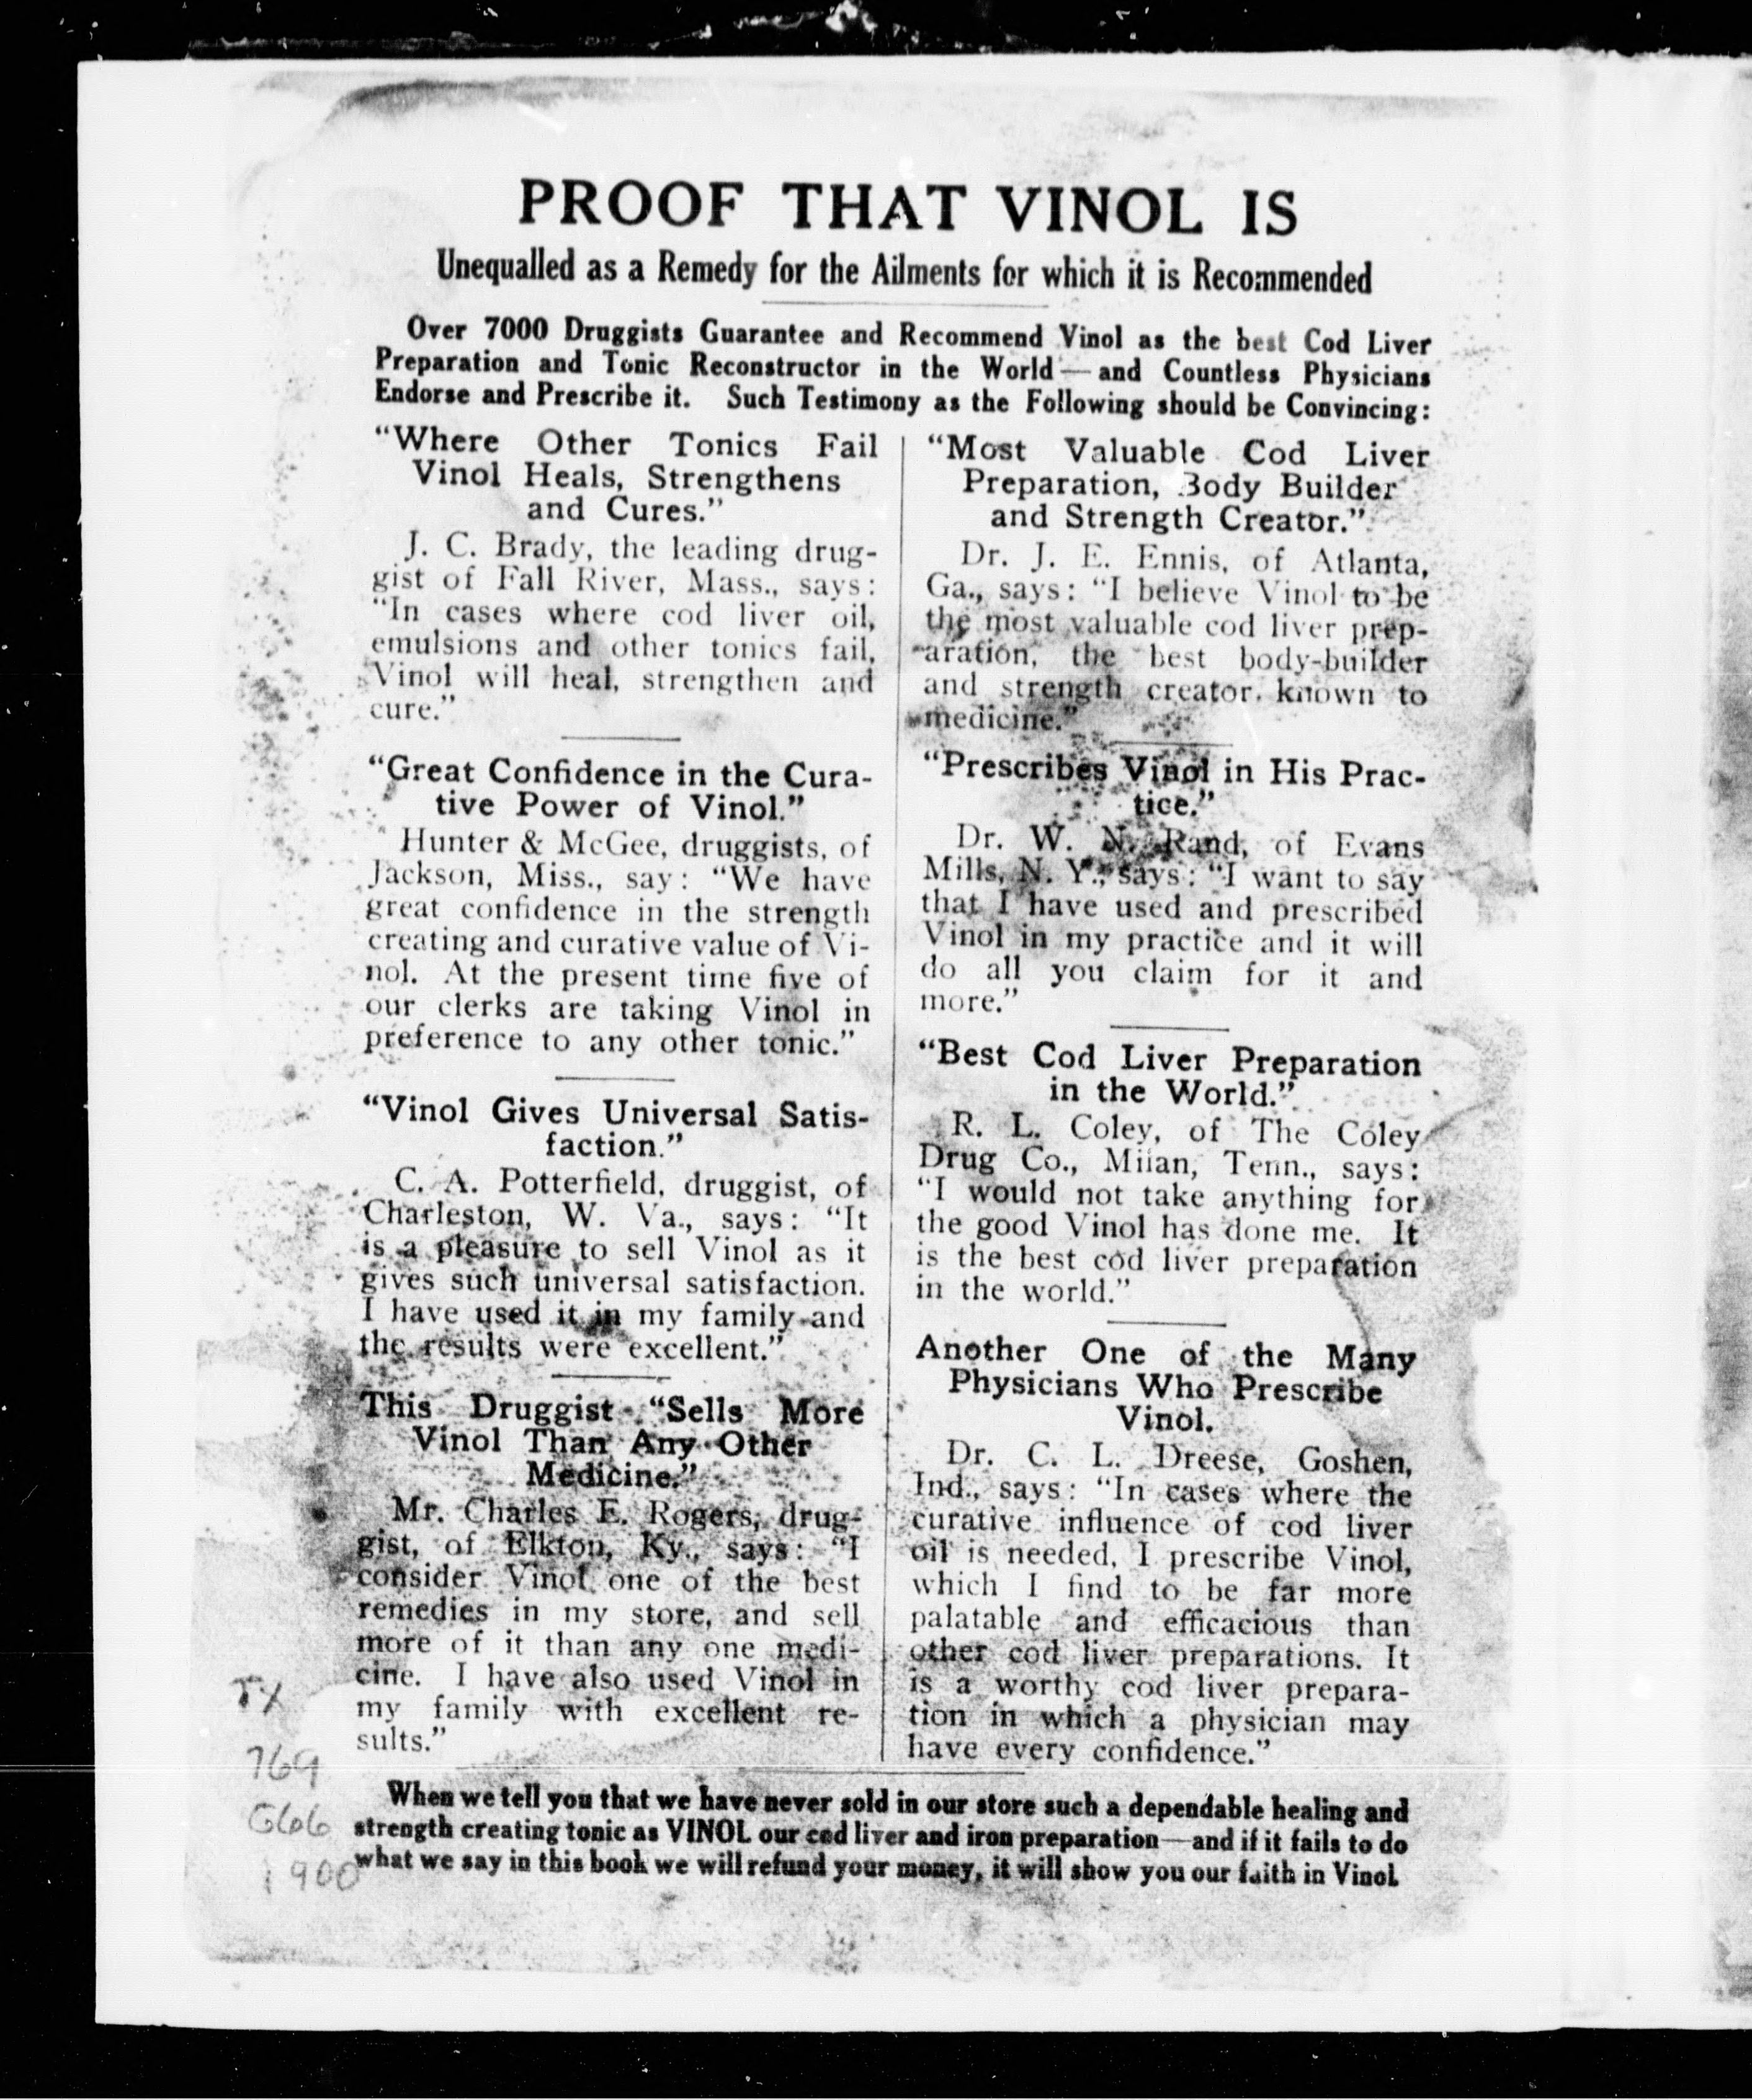 PROOF THAT VINOL IS
Unequalled as a Remedy for the Ailments for which it is Recommended
Over 7000 Druggists Guarantee and Recommend Vinol as the best Cod Liver
Preparation and Tonic Reconstructor in the World—and Countless Physicians
Endorse and Prescribe it. Such Testimony as the Following should be Convincing:
“Where Other Tonics Fail
Vinol Heals, Strengthens
and Cures.”
J. C. Brady, the leading drug-
gist of Fall River, Mass., says:
“In cases where cod liver oil,
emulsions and other tonics fail,
Vinol will heal, strengthen and
cure.”
“Great Confidence in the Cura-
tive Power of Vinol.”
Hunter & McGee, druggists, of
Jackson, Miss., say: “We have
great confidence in the strength
creating and curative value of Vi-
nol. At the present time five of
our clerks are taking Vinol in
preference to any other tonic.”
“Vinol Gives Universal Satis-
faction.”
C. A. Potterfield, druggist, of
Charleston, W. Va., says: “It
is a pleasure to sell Vinol as it
gives such universal satisfaction.
I have used it in my family and
the results were excellent.”
This Druggist “Sells More
Vinol Than Any Other
Medicine.”
Mr. Charles E. Rogers, drug-
gist, of Elkton, Ky., says: “I
consider Vinol one of the best
remedies in my store, and sell
more of it than any one medi-
cine. I have also used Vinol in
my family with excellent re-
sults.”
“Most Valuable Cod Liver
Preparation, Body Builder
and Strength Creator.”
Dr. J. E. Ennis, of Atlanta,
Ga., says: “I believe Vinol to be
the most valuable cod liver prep-
aration, the best body-builder
and strength creator known to
medicine.”
“Prescribes Vinol in His Prac-
tice.”
Dr. W. N. Rand, of Evans
Mills, N. Y., says: “I want to say
that I have used and prescribed
Vinol in my practice and it will
do all you claim for it and
more.”
“Best Cod Liver Preparation
in the World.”
R. L. Coley, of The Coley
Drug Co., Milan, Tenn., says:
“I would not take anything for
the good Vinol has done me. It
is the best cod liver preparation
in the world.”
Another One of the Many
Physicians Who Prescribe
Vinol.
Dr. C. L. Dreese, Goshen,
Ind., says: “In cases where the
curative influence of cod liver
oil is needed, I prescribe Vinol,
which I find to be far more
palatable and efficacious than
other cod liver preparations. It
is a worthy cod liver prepara-
tion in which a physician may
have every confidence.”
When we tell you that we have never sold in our store such a dependable healing and
strength creating tonic as VINOL our cod liver and iron preparation—and if it fails to do
what we say in this book we will refund your money, it will show you our faith in Vinol.
TX
769
G66
1900